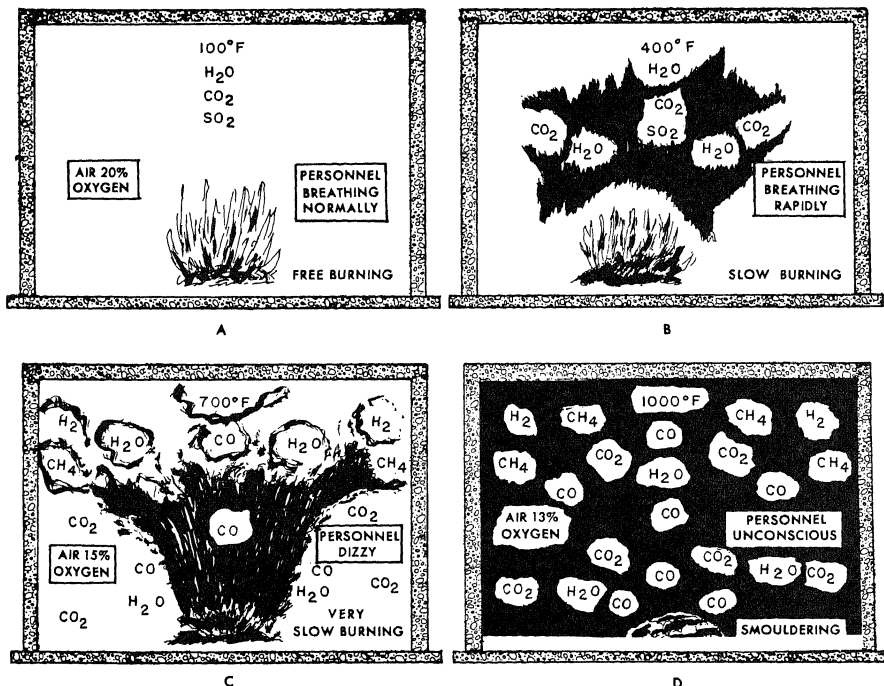 100°F
H2O
CO2
SO2
AIR 20%
OXYGEN
PERSONNEL
BREATHING
NORMALLY
FREE BURNING
A
400°F
H2O
CO2
SO2
CO2
H2O
H2O
CO2
PERSONNEL
BREATHING
RAPIDLY
SLOW BURNING
B
700°F
H2
H2O
CO
H2O
H2
CH4
CH4
CO2
CO
CO2
AIR 15%
OXYGEN
PERSONNEL
DIZZY
CO
CO
CO2
H2O
H2O
CO2
VERY
SLOW BURNING
C
1000°F
H2
CH4
CH4
H2
CO
CH4
CO2
H2O
CO2
CH4
CO
CO
AIR 13%
OXYGEN
CO
PERSONNEL
UNCONSCIOUS
CO2
CO2
CO2
H2O
CO
CO
CO
H2O
CO2
SMOULDERING
D